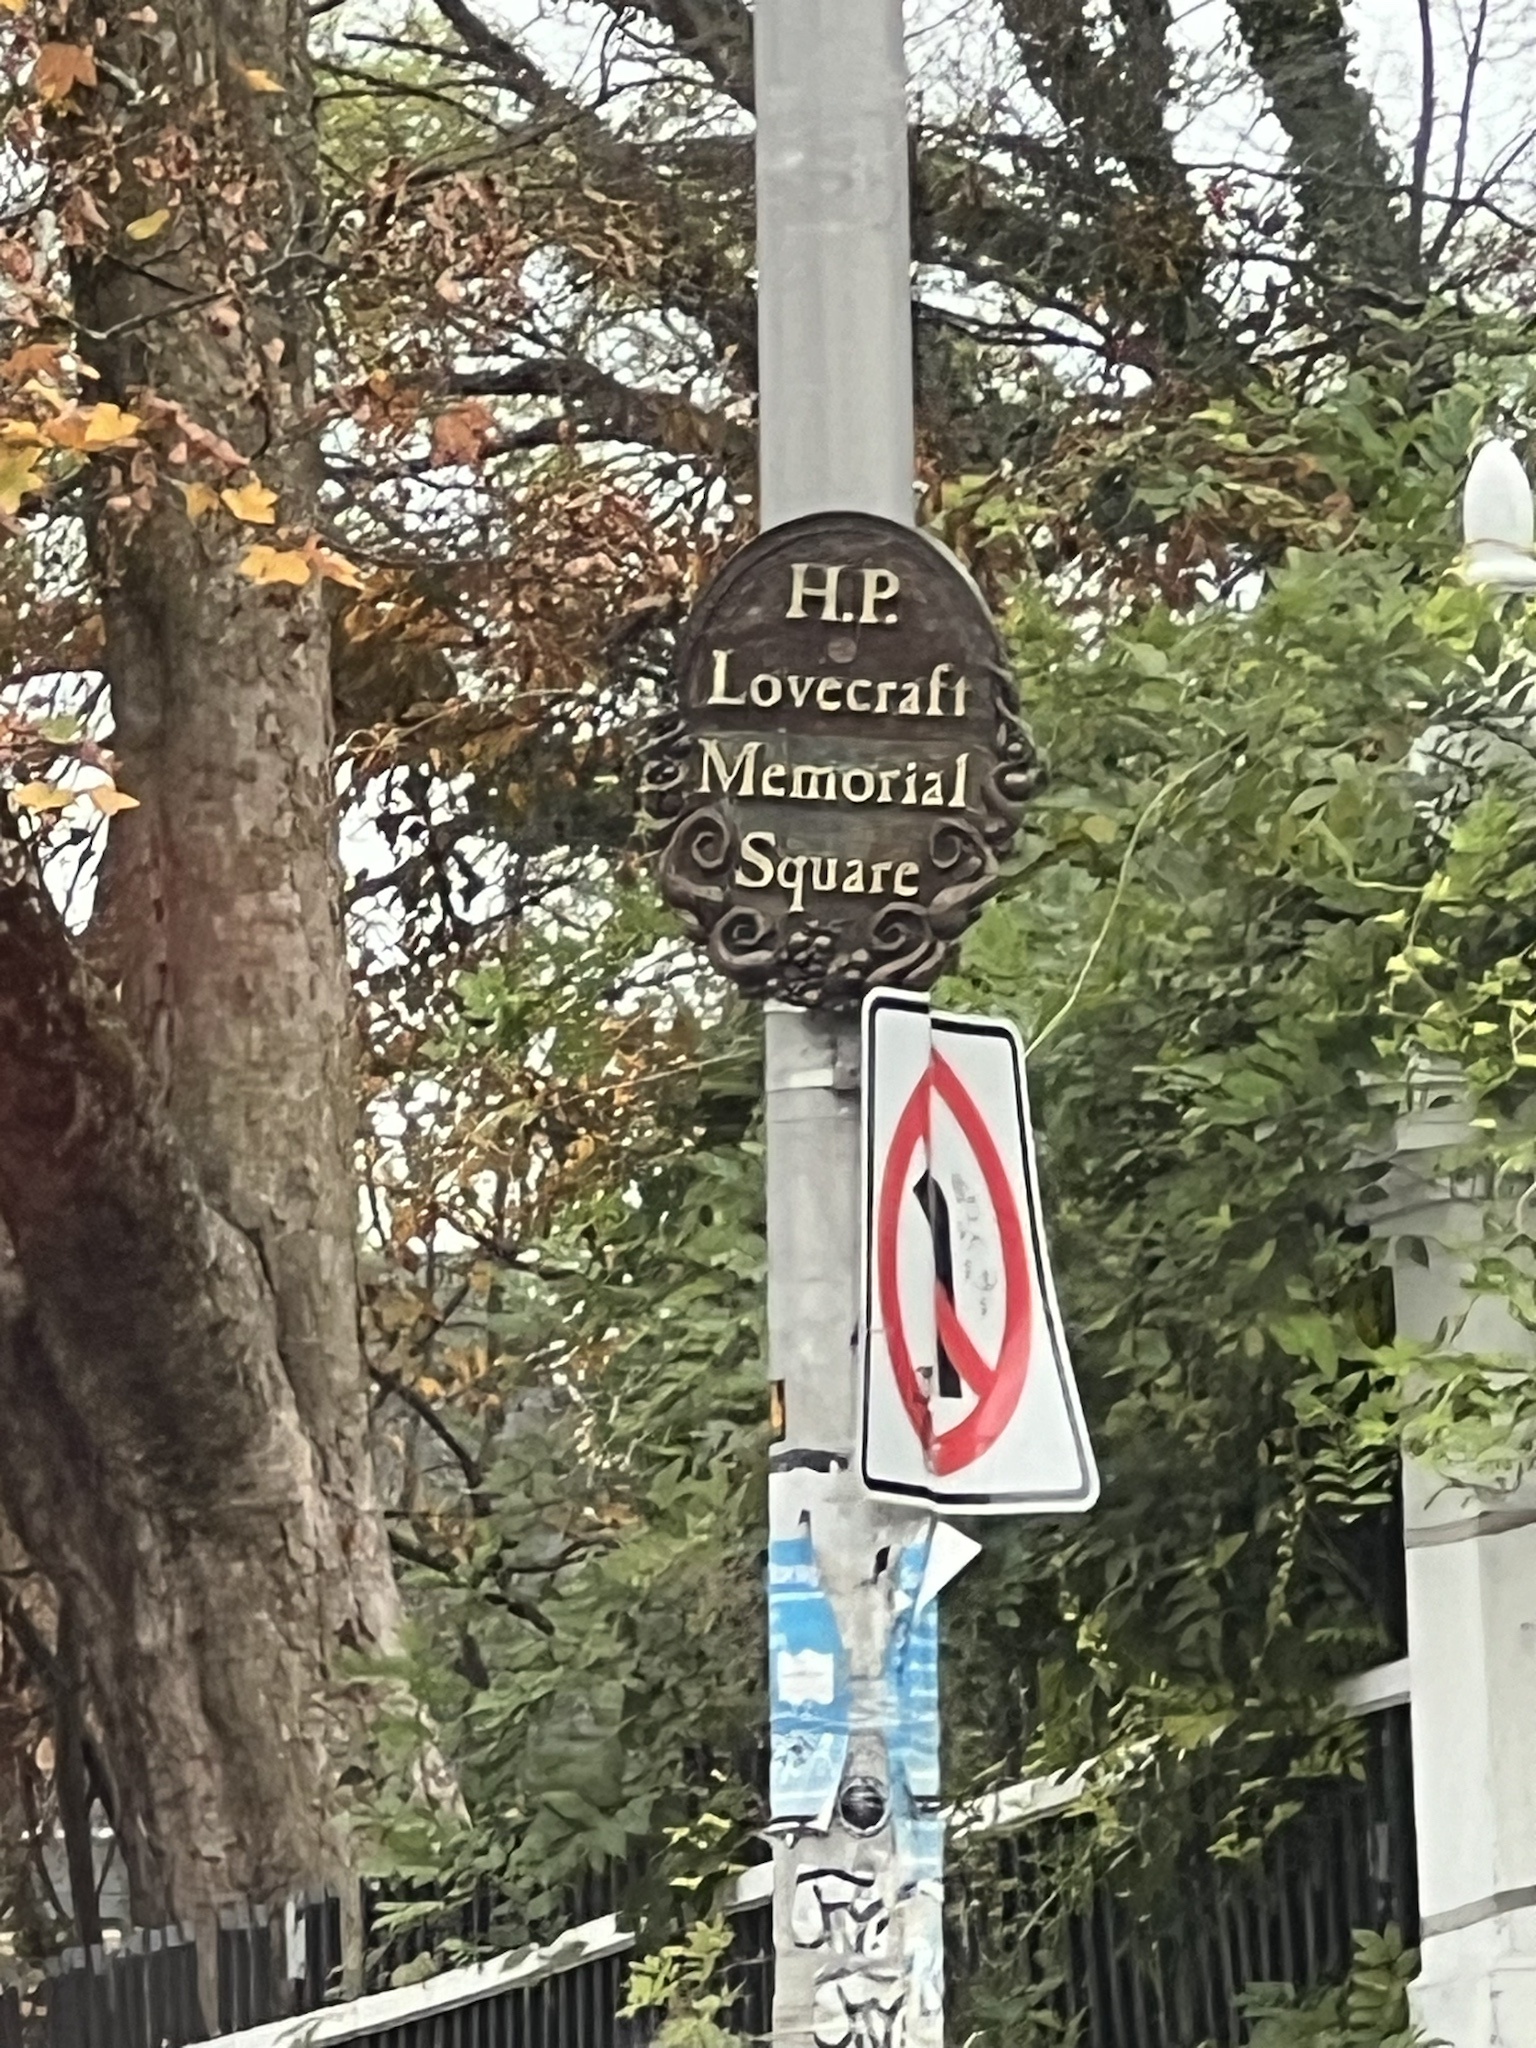 H.P.
Lovecraft
Memorial
Square